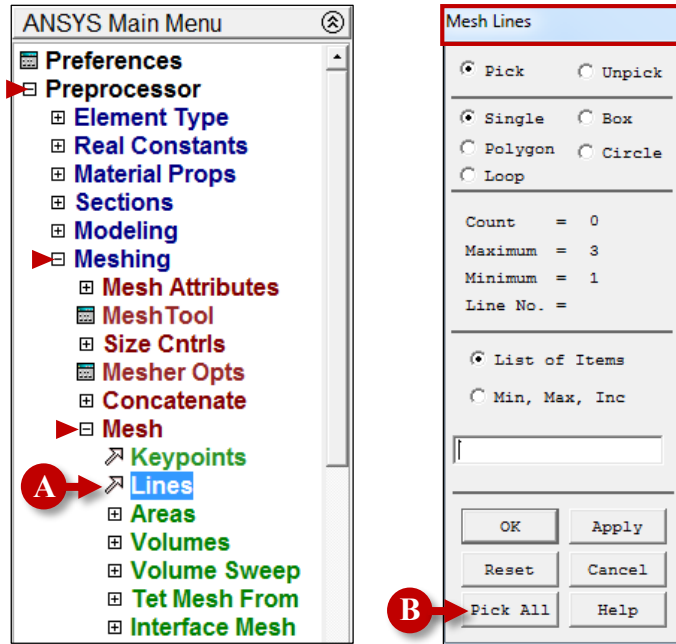 ANSYS Main Menu
Preferences
Preprocessor
Element Type
Real Constants
Material Props
Sections
Modeling
Meshing
Mesh Attributes
MeshTool
Size Cntrls
Mesher Opts
Concatenate
Mesh
Keypoints
A Lines
Areas
Volumes
Volume Sweep
Tet Mesh From
Interface Mesh
Mesh Lines
Pick Unpick
Single Box
Polygon Circle
Loop
Count = 0
Maximum = 3
Minimum = 1
Line No. =
List of Items
Min, Max, Inc
OK Apply
Reset Cancel
B Pick All Help